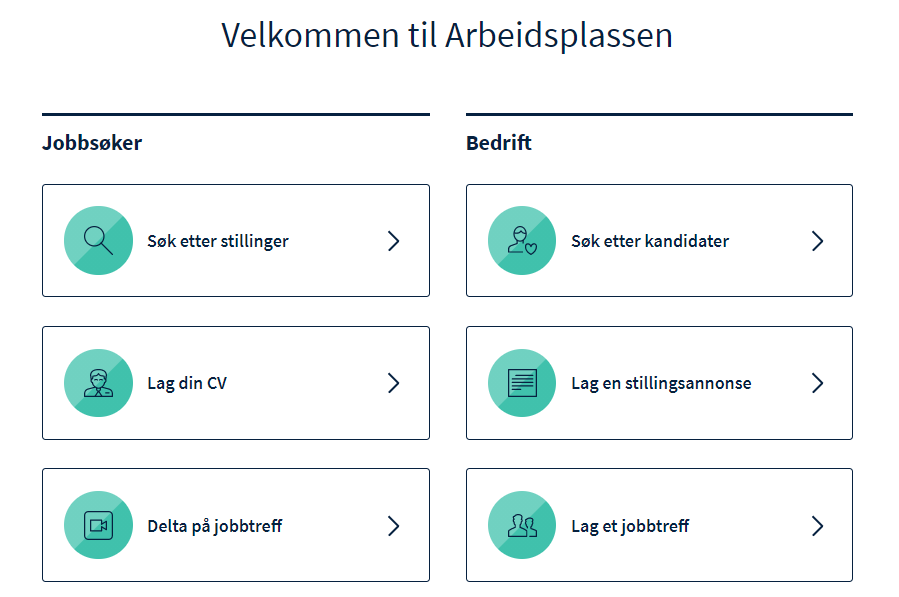 Velkommen til Arbeidsplassen
Jobbsøker
Søk etter stillinger
Lag din CV
Delta på jobbtreff
Bedrift
Søk etter kandidater
Lag en stillingsannonse
Lag et jobbtreff